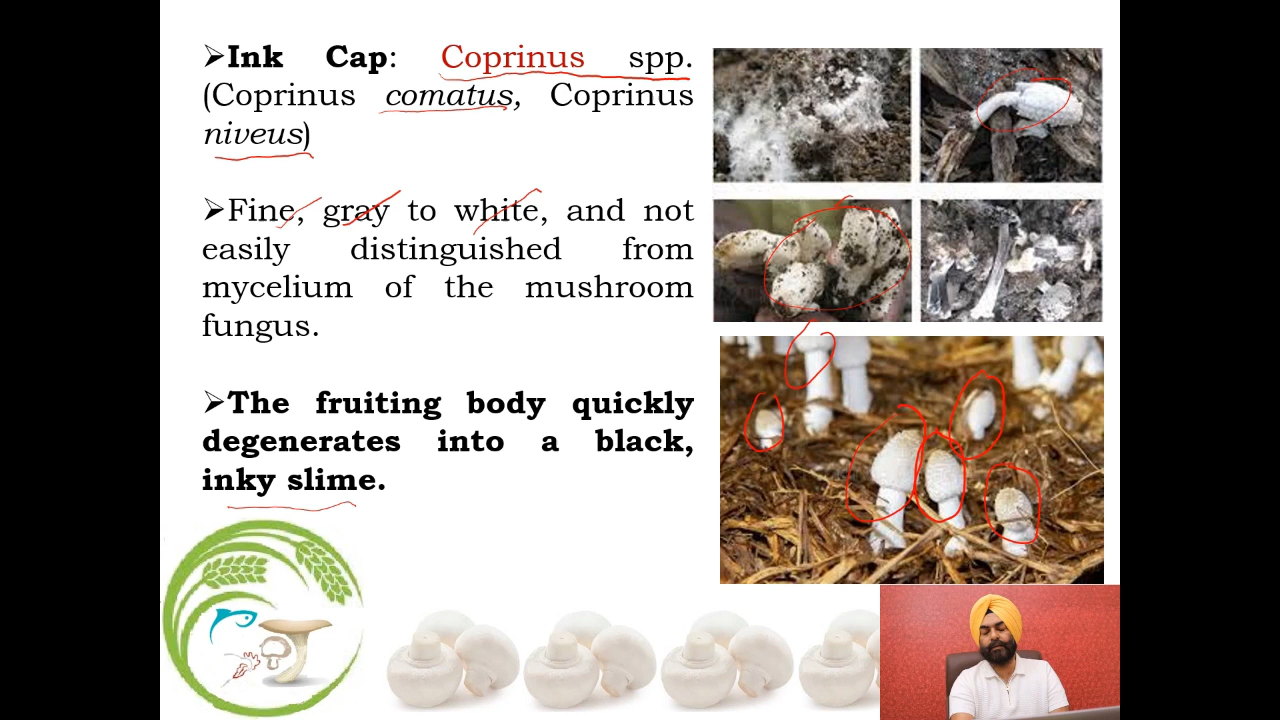 ➢Ink Cap: Coprinus spp.
(Coprinus comatus, Coprinus
niveus)
➢Fine, gray to white, and not
easily distinguished from
mycelium of the mushroom
fungus.
➢The fruiting body quickly
degenerates into a black,
inky slime.